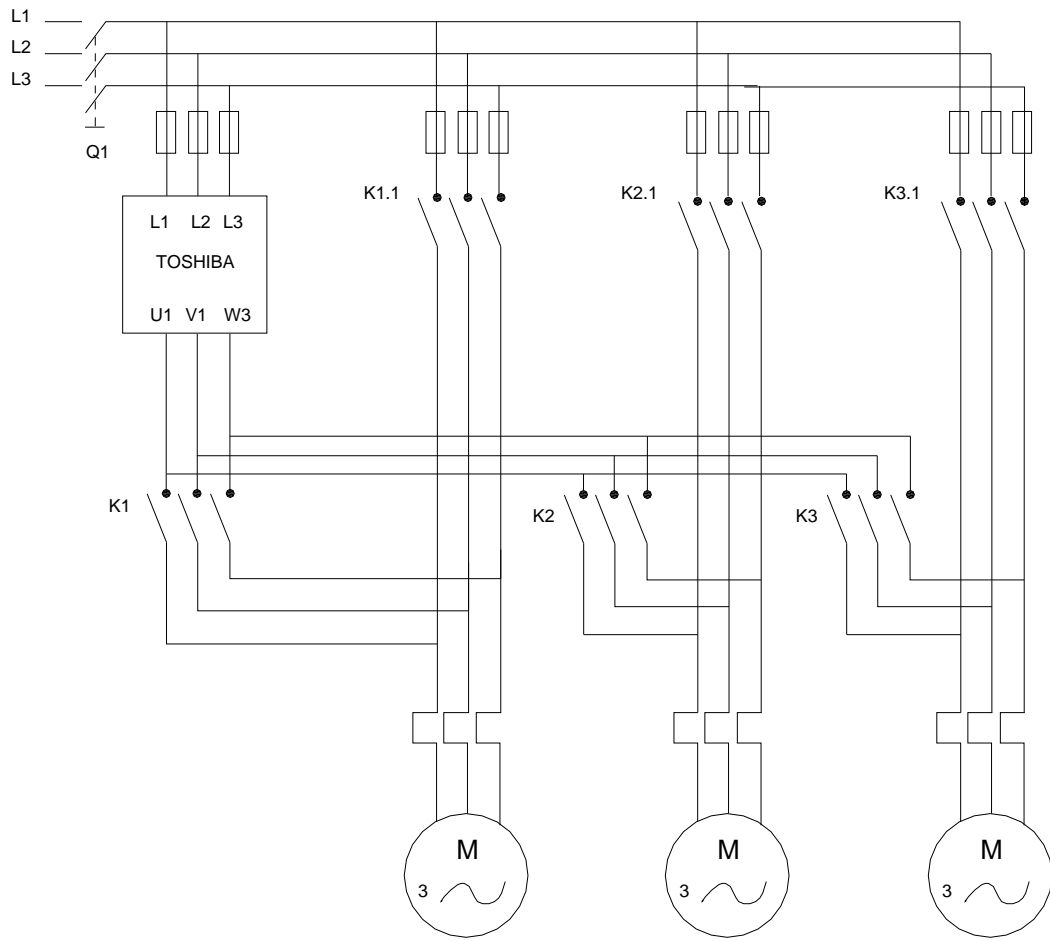 L1
L2
L3
Q1
K1.1
K2.1
K3.1
L1 L2 L3
TOSHIBA
U1 V1 W3
K1
K2
K3
M
3
M
3
M
3